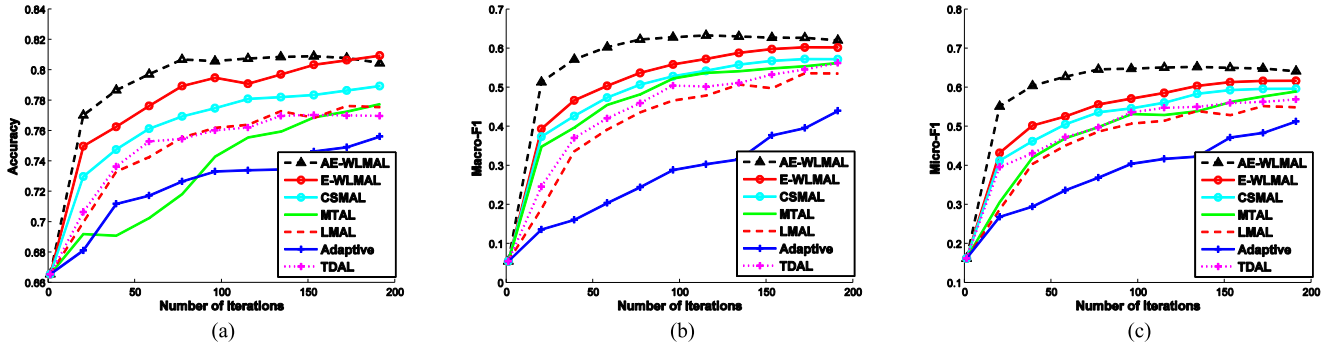 0.84
0.82
0.8
0.78
0.76
0.74
0.72
0.7
0.68
0.66
Accuracy
0
50
100
150
200
Number of Iterations
AE-WLMAL
E-WLMAL
CSMAL
MTAL
LMAL
Adaptive
TDAL
(a)
0.7
0.6
0.5
0.4
0.3
0.2
0.1
0
Macro-F1
0
50
100
150
200
Number of Iterations
AE-WLMAL
E-WLMAL
CSMAL
MTAL
LMAL
Adaptive
TDAL
(b)
0.8
0.7
0.6
0.5
0.4
0.3
0.2
0.1
Micro-F1
0
50
100
150
200
Number of Iterations
AE-WLMAL
E-WLMAL
CSMAL
MTAL
LMAL
Adaptive
TDAL
(c)